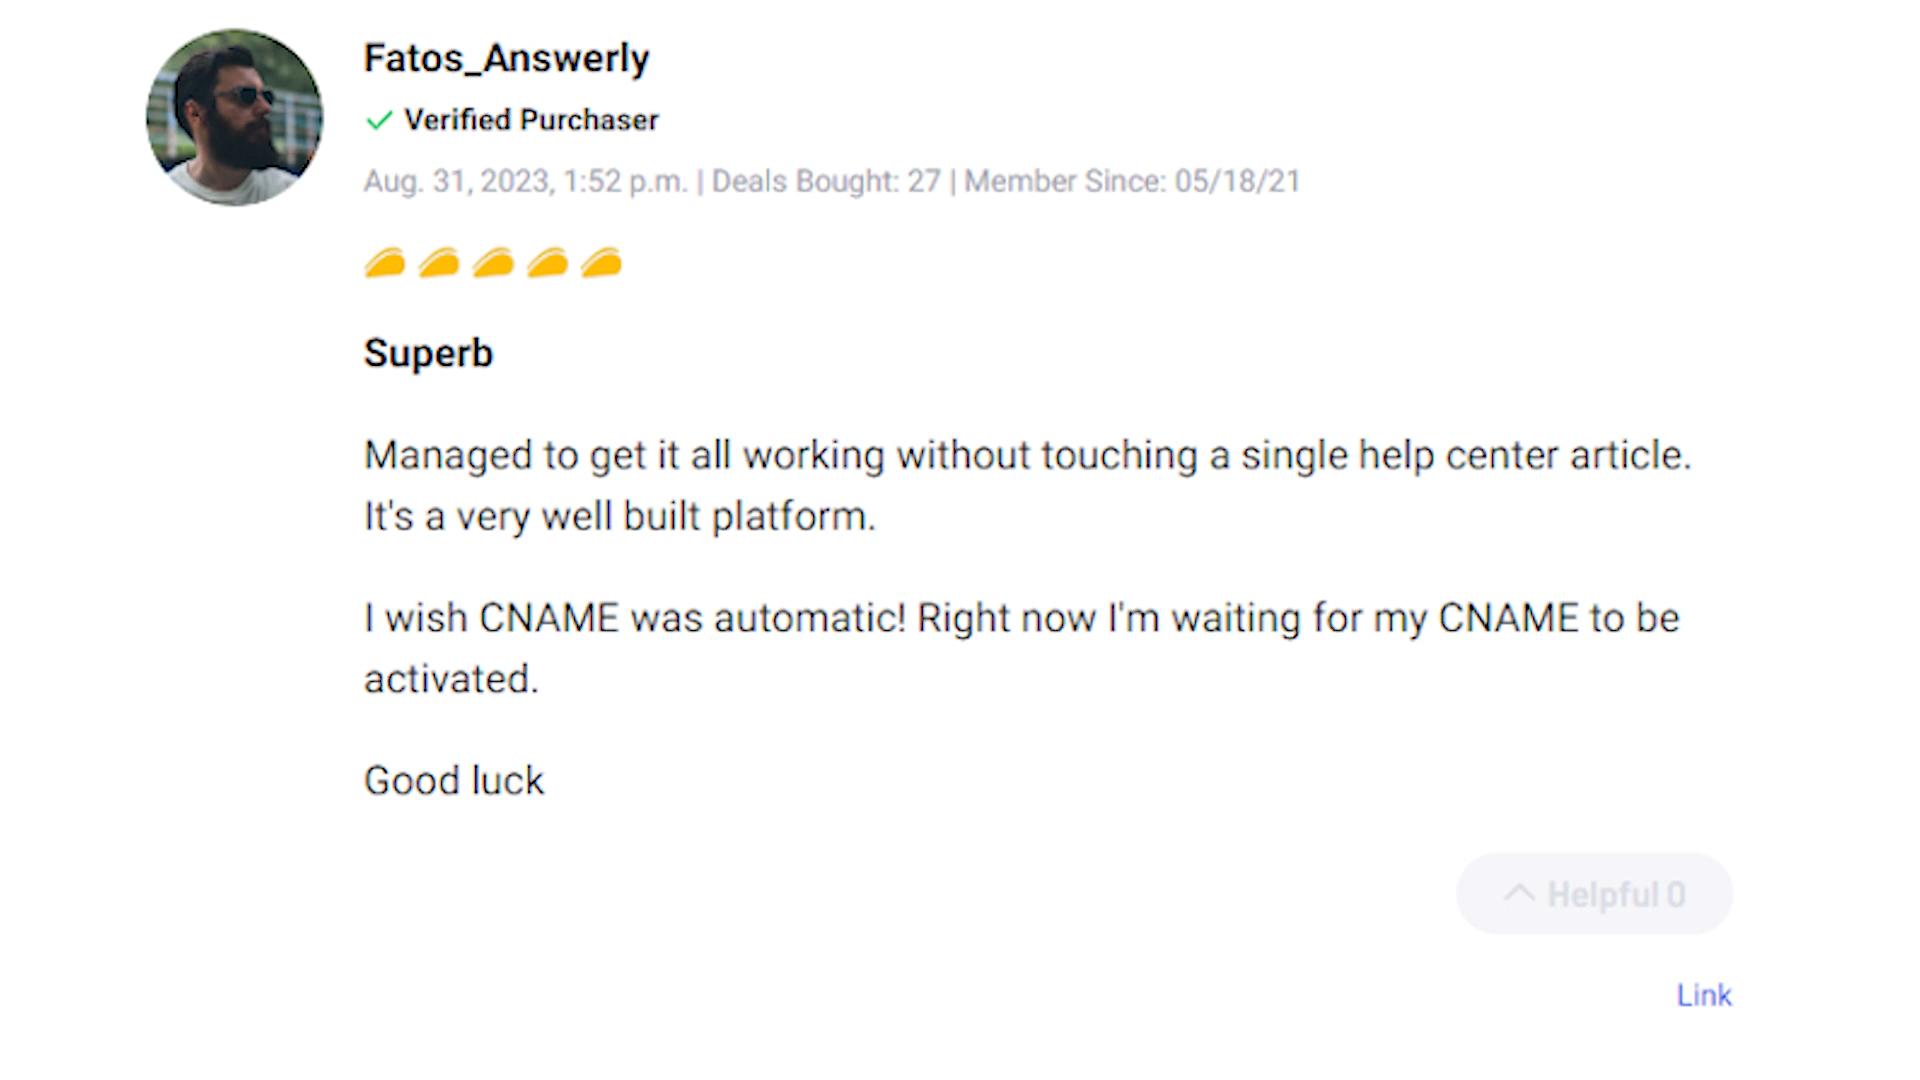 Fatos_Answerly
Verified Purchaser
Aug. 31, 2023, 1:52 p.m. | Deals Bought: 27 | Member Since: 05/18/21
Superb
Managed to get it all working without touching a single help center article.
It's a very well built platform.
I wish CNAME was automatic! Right now I'm waiting for my CNAME to be
activated.
Good luck
Helpful 0
Link